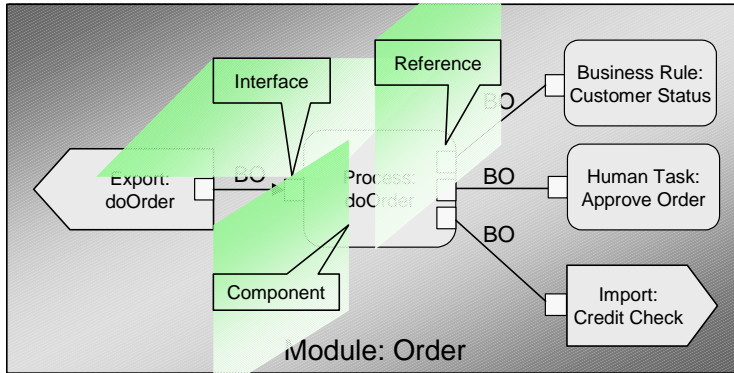 Interface
Reference
Business Rule:
Customer Status
BO
Export:
doOrder
BO
Process:
doOrder
BO
Human Task:
Approve Order
BO
Component
Import:
Credit Check
Module: Order